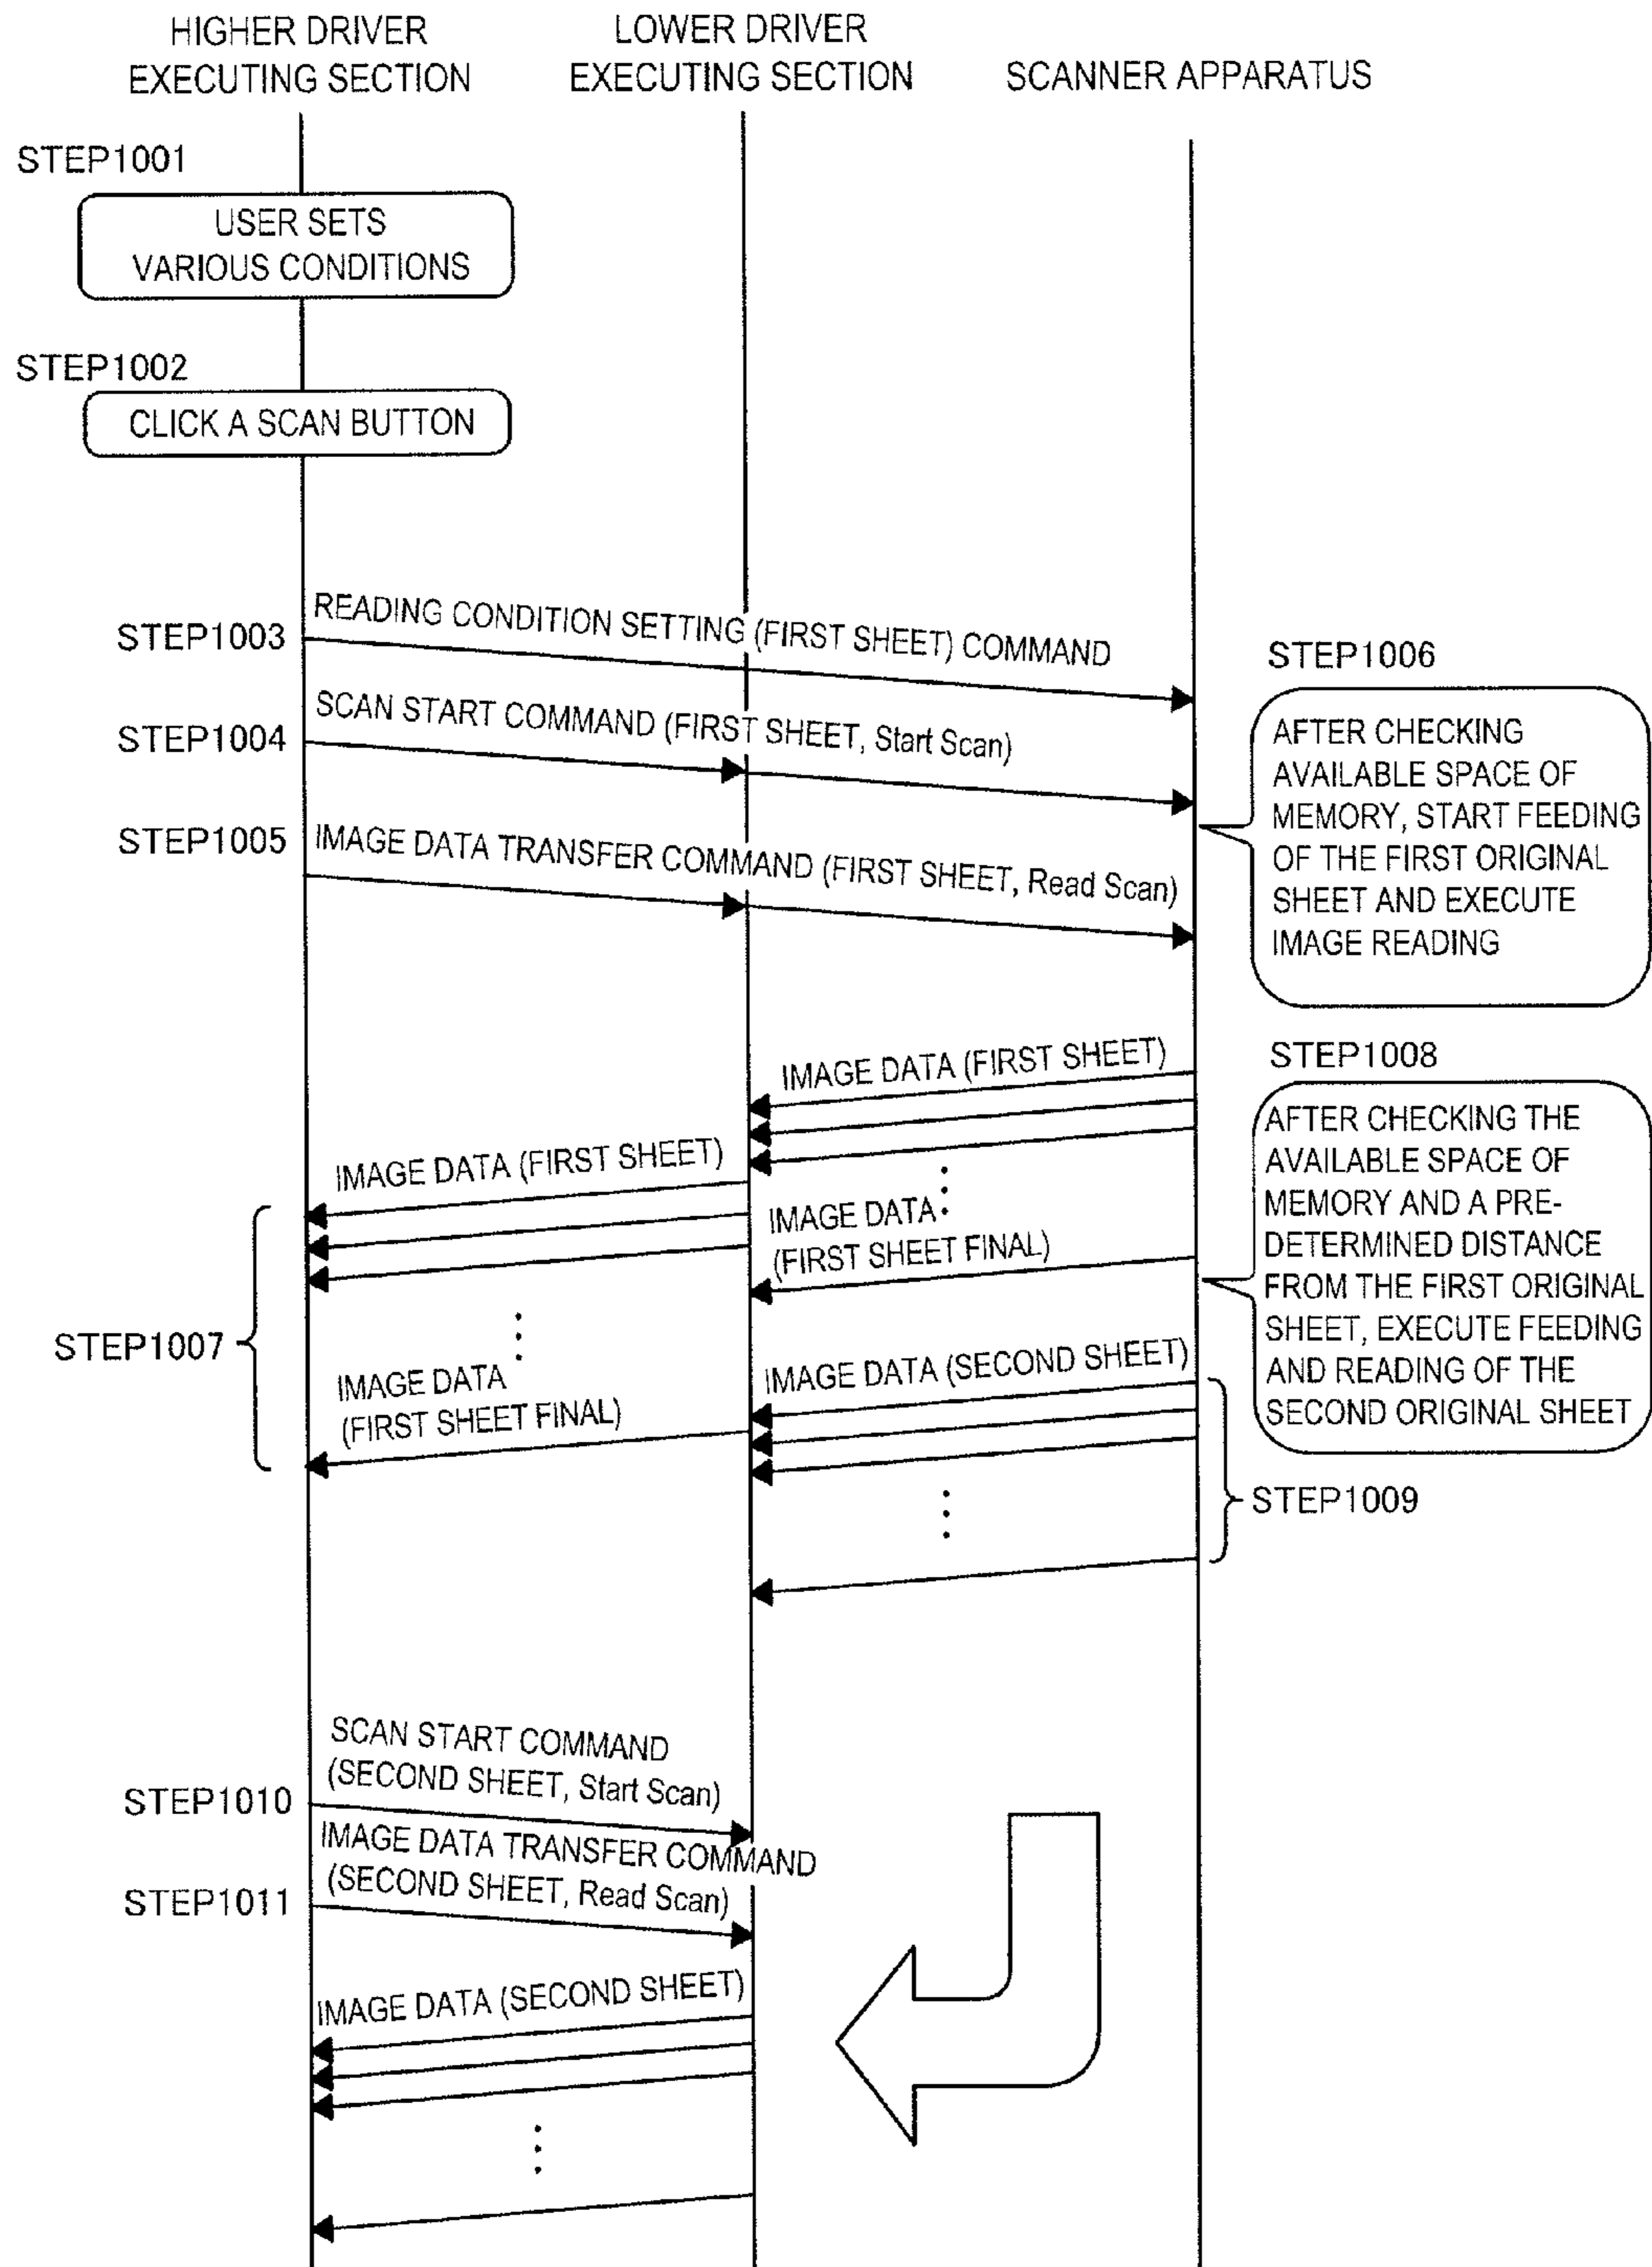 HIGHER DRIVER
EXECUTING SECTION
LOWER DRIVER
EXECUTING SECTION
SCANNER APPARATUS
STEP1001
USER SETS
VARIOUS CONDITIONS
STEP1002
CLICK A SCAN BUTTON
STEP1003
READING CONDITION SETTING (FIRST SHEET) COMMAND
STEP1004
SCAN START COMMAND (FIRST SHEET, Start Scan)
STEP1005
IMAGE DATA TRANSFER COMMAND (FIRST SHEET, Read Scan)
STEP1006
AFTER CHECKING
AVAILABLE SPACE OF
MEMORY, START FEEDING
OF THE FIRST ORIGINAL
SHEET AND EXECUTE
IMAGE READING
IMAGE DATA (FIRST SHEET)
IMAGE DATA (FIRST SHEET)
IMAGE DATA
(FIRST SHEET FINAL)
STEP1007
IMAGE DATA
(FIRST SHEET FINAL)
STEP1008
AFTER CHECKING THE
AVAILABLE SPACE OF
MEMORY AND A PRE-
DETERMINED DISTANCE
FROM THE FIRST ORIGINAL
SHEET, EXECUTE FEEDING
AND READING OF THE
SECOND ORIGINAL SHEET
IMAGE DATA (SECOND SHEET)
STEP1009
SCAN START COMMAND
(SECOND SHEET, Start Scan)
STEP1010
IMAGE DATA TRANSFER COMMAND
(SECOND SHEET, Read Scan)
STEP1011
IMAGE DATA (SECOND SHEET)